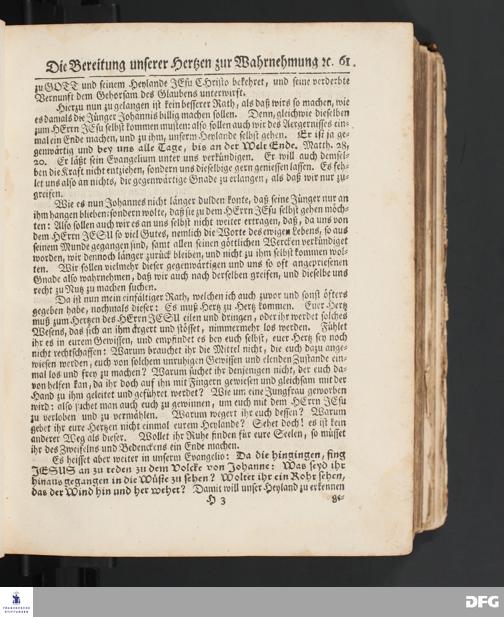 Die Bereitung unserer Hertzen zur Wahrnehmung ꝛc. 61.
zu GOTT und seinem Heylande JEsu CHristo bekehret, und seine verderbte
Vernunft dem Gehorsam des Glaubens unterwirft.
Hierzu nun zu gelangen ist kein besserer Rath, als daß wirs so machen, wie
es damals die Jünger Johannis billig machen sollen. Denn, gleichwie dieselben
zum HErrn JEsu selbst kommen musten: also sollen auch wir des Aergernisses ein-
mal ein Ende machen, und zu ihm, unserm Heylande selbst gehen. Er ist ja ge-
genwärtig und bey uns alle Tage, bis an der Welt Ende. Matth. 28,
20. Er läßt sein Evangelium unter uns verkündigen. Er will auch demsel-
ben die Kraft nicht entziehen, sondern uns dieselbige gern geniessen lassen. Es feh-
let uns also an nichts, die gegenwärtige Gnade zu erlangen, als daß wir nur zu-
greifen.
Wie es nun Johannes nicht länger dulden konte, daß seine Jünger nur an
ihm hangen blieben; sondern wolte, daß sie zu dem HErrn JEsu selbst gehen möch-
ten: Also sollen auch wir es an uns selbst nicht weiter ertragen, daß, da uns von
dem HErrn JESU so viel Gutes, nemlich die Worte des ewigen Lebens, so aus
seinem Munde gegangen sind, samt allen seinen göttlichen Wercken verkündiget
worden, wir dennoch länger zurück bleiben, und nicht zu ihm selbst kommen wol-
ten. Wir sollen vielmehr dieser gegenwärtigen und uns so oft angepriesenen
Gnade also wahrnehmen, daß wir auch nach derselben greifen, und dieselbe uns
recht zu Nutz zu machen suchen.
Da ist nun mein einfältiger Rath, welchen ich auch zuvor und sonst öfters
gegeben habe, nochmals dieser: Es muß Hertz zu Hertz kommen. Euer Hertz
muß zum Hertzen des HErrn JESU eilen und dringen, oder ihr werdet solches
Wesens, das sich an ihm ärgert und stösset, nimmermehr los werden. Fühlet
ihr es in eurem Gewissen, und empfindet es bey euch selbst, euer Hertz sey noch
nicht rechtschaffen: Warum brauchet ihr die Mittel nicht, die euch dazu ange-
wiesen werden, euch von solchem unruhigen Gewissen und elenden Zustande ein-
mal los und frey zu machen? Warum suchet ihr denjenigen nicht, der euch da-
von helfen kan, da ihr doch auf ihn mit Fingern gewiesen und gleichsam mit der
Hand zu ihm geleitet und geführet werdet? Wie um eine Jungfrau geworben
wird: also suchet man auch euch zu gewinnen, um euch mit dem HErrn JEsu
zu verloben und zu vermählen. Warum wegert ihr euch dessen? Warum
gebet ihr eure Hertzen nicht einmal eurem Heylande? Sehet doch! es ist kein
anderer Weg als dieser. Wollet ihr Ruhe finden für eure Seelen, so müsset
ihr des Zweifelns und Bedenckens ein Ende machen.
Es heisset aber weiter in unserm Evangelio: Da die hingingen, fing
JESUS an zu reden zu dem Volcke von Johanne: Was seyd ihr
hinaus gegangen in die Wüste zu sehen? Woltet ihr ein Rohr sehen,
das der Wind hin und her wehet? Damit will unser Heyland zu erkennen
H 3
ge-
FRANCKESCHE
STIFTUNGEN
DFG